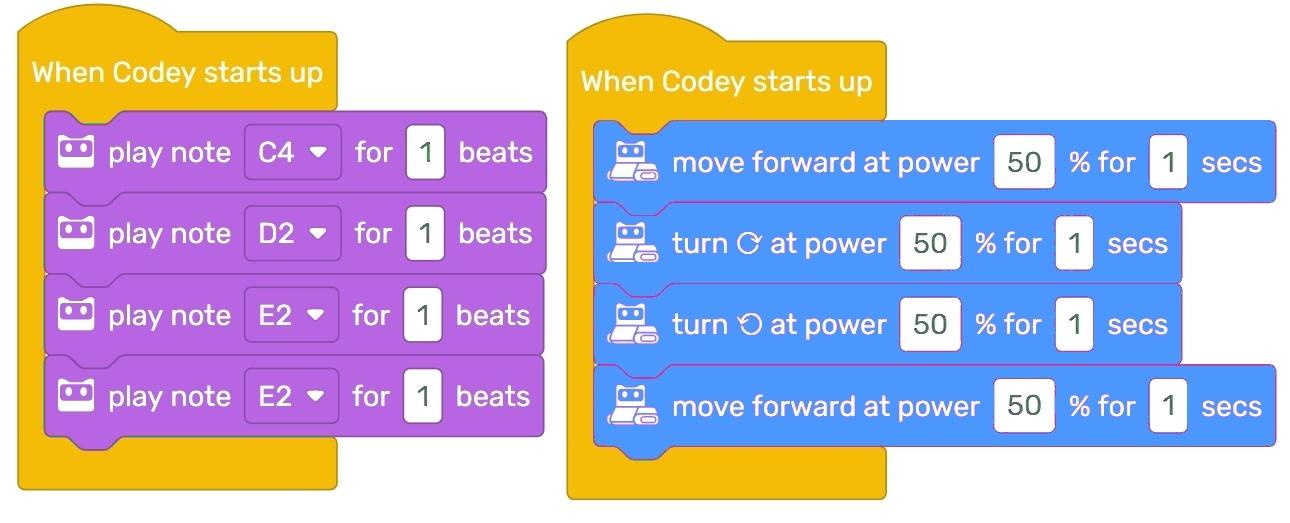 When Codey starts up
play note C4 for 1 beats
play note D2 for 1 beats
play note E2 for 1 beats
play note E2 for 1 beats
When Codey starts up
move forward at power 50 % for 1 secs
turn ↻ at power 50 % for 1 secs
turn ↺ at power 50 % for 1 secs
move forward at power 50 % for 1 secs